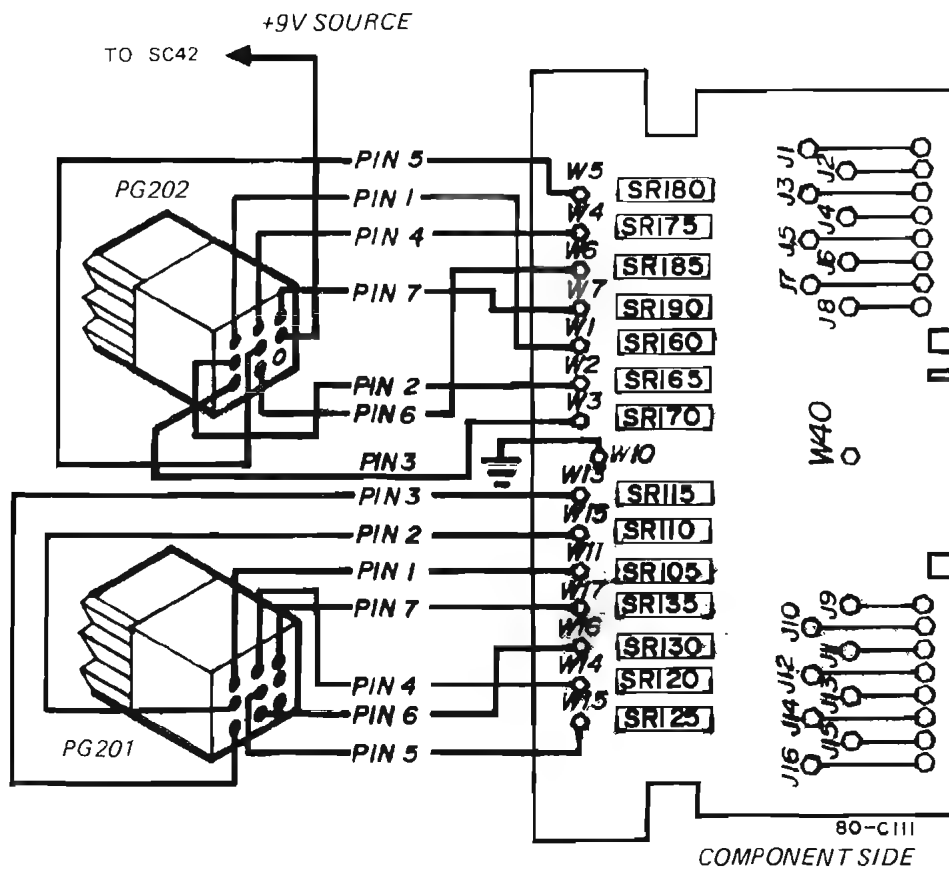 +9V SOURCE
TO SC42
PG202
PIN 5
PIN 1
PIN 4
PIN 7
PIN 2
PIN 6
PIN 3
W5
SR180
W4
SR175
W6
SR185
W7
SR190
W1
SR160
W2
SR165
W3
SR170
W10
J1
J2
J3
J4
J5
J6
J7
J8
W40
PG201
PIN 3
PIN 2
PIN 1
PIN 7
PIN 4
PIN 6
PIN 5
W13
SR115
W15
SR110
W11
SR105
W17
SR135
W16
SR130
W14
SR120
W15
SR125
J9
J10
J11
J12
J13
J14
J15
J16
80-C111
COMPONENT SIDE